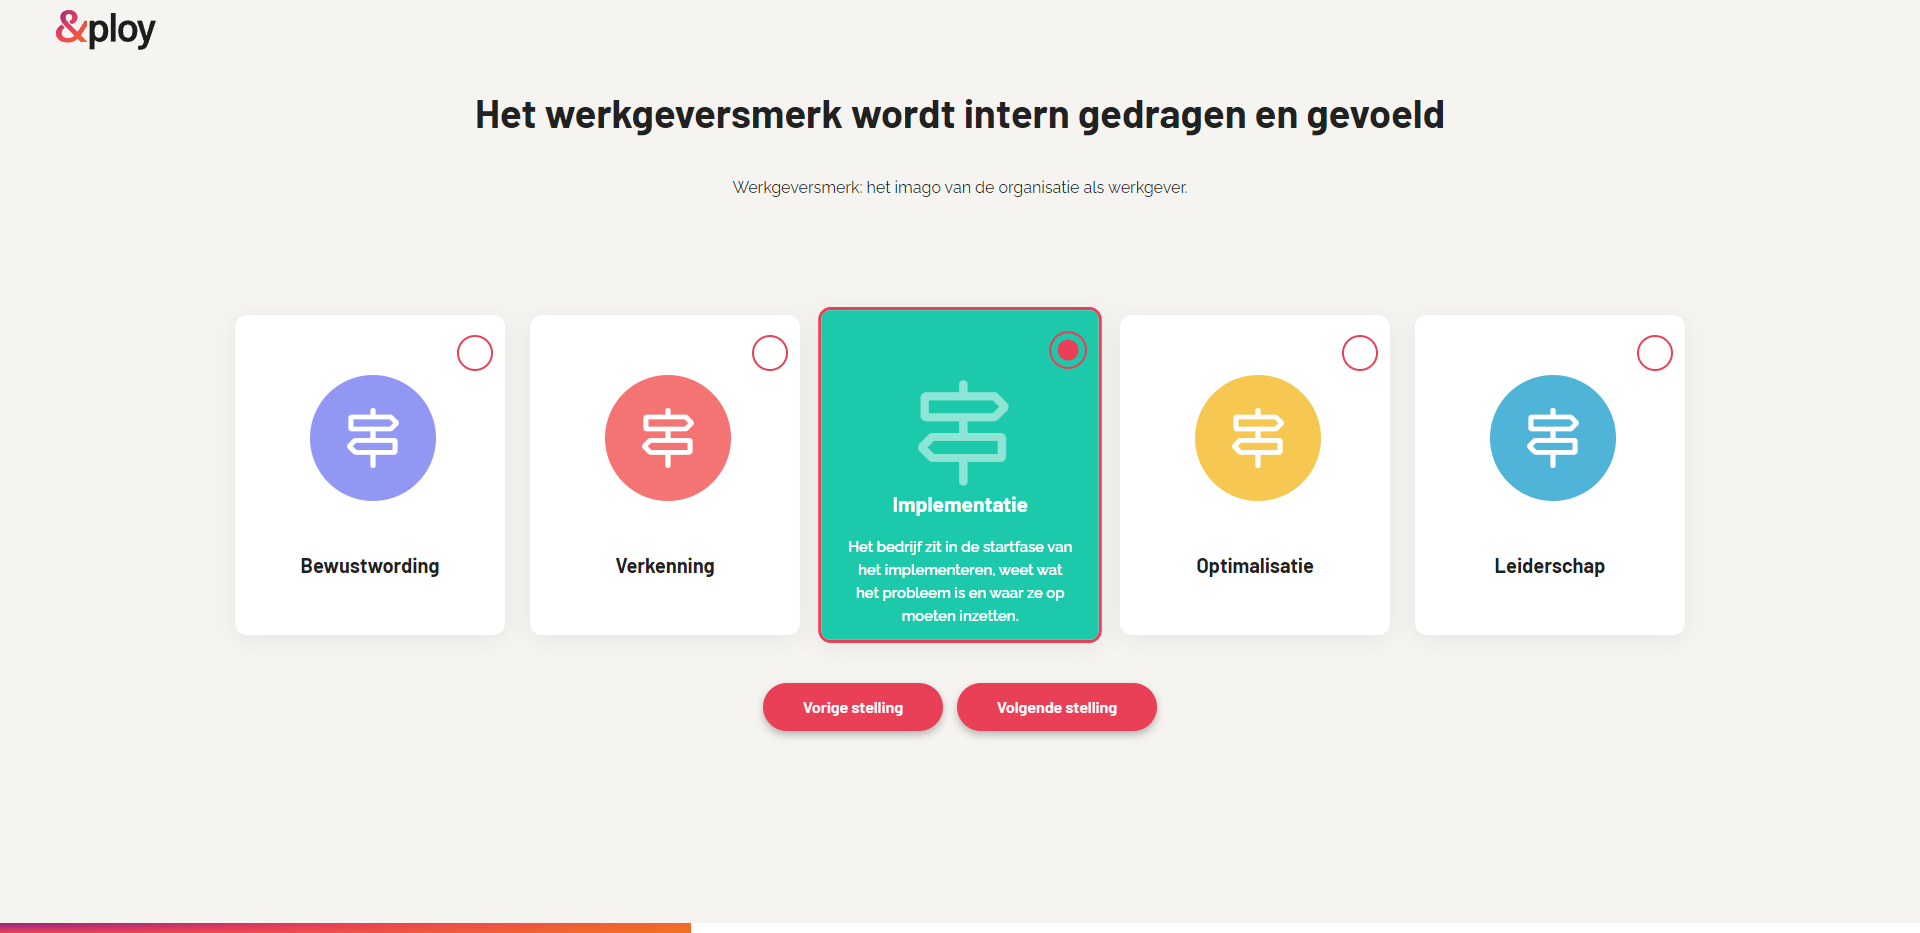 &ploy
Het werkgeversmerk wordt intern gedragen en gevoeld
Werkgeversmerk: het imago van de organisatie als werkgever.
Bewustwording
Verkenning
Implementatie
Het bedrijf zit in de startfase van
het implementeren, weet wat
het probleem is en waar ze op
moeten inzetten.
Optimalisatie
Leiderschap
Vorige stelling
Volgende stelling